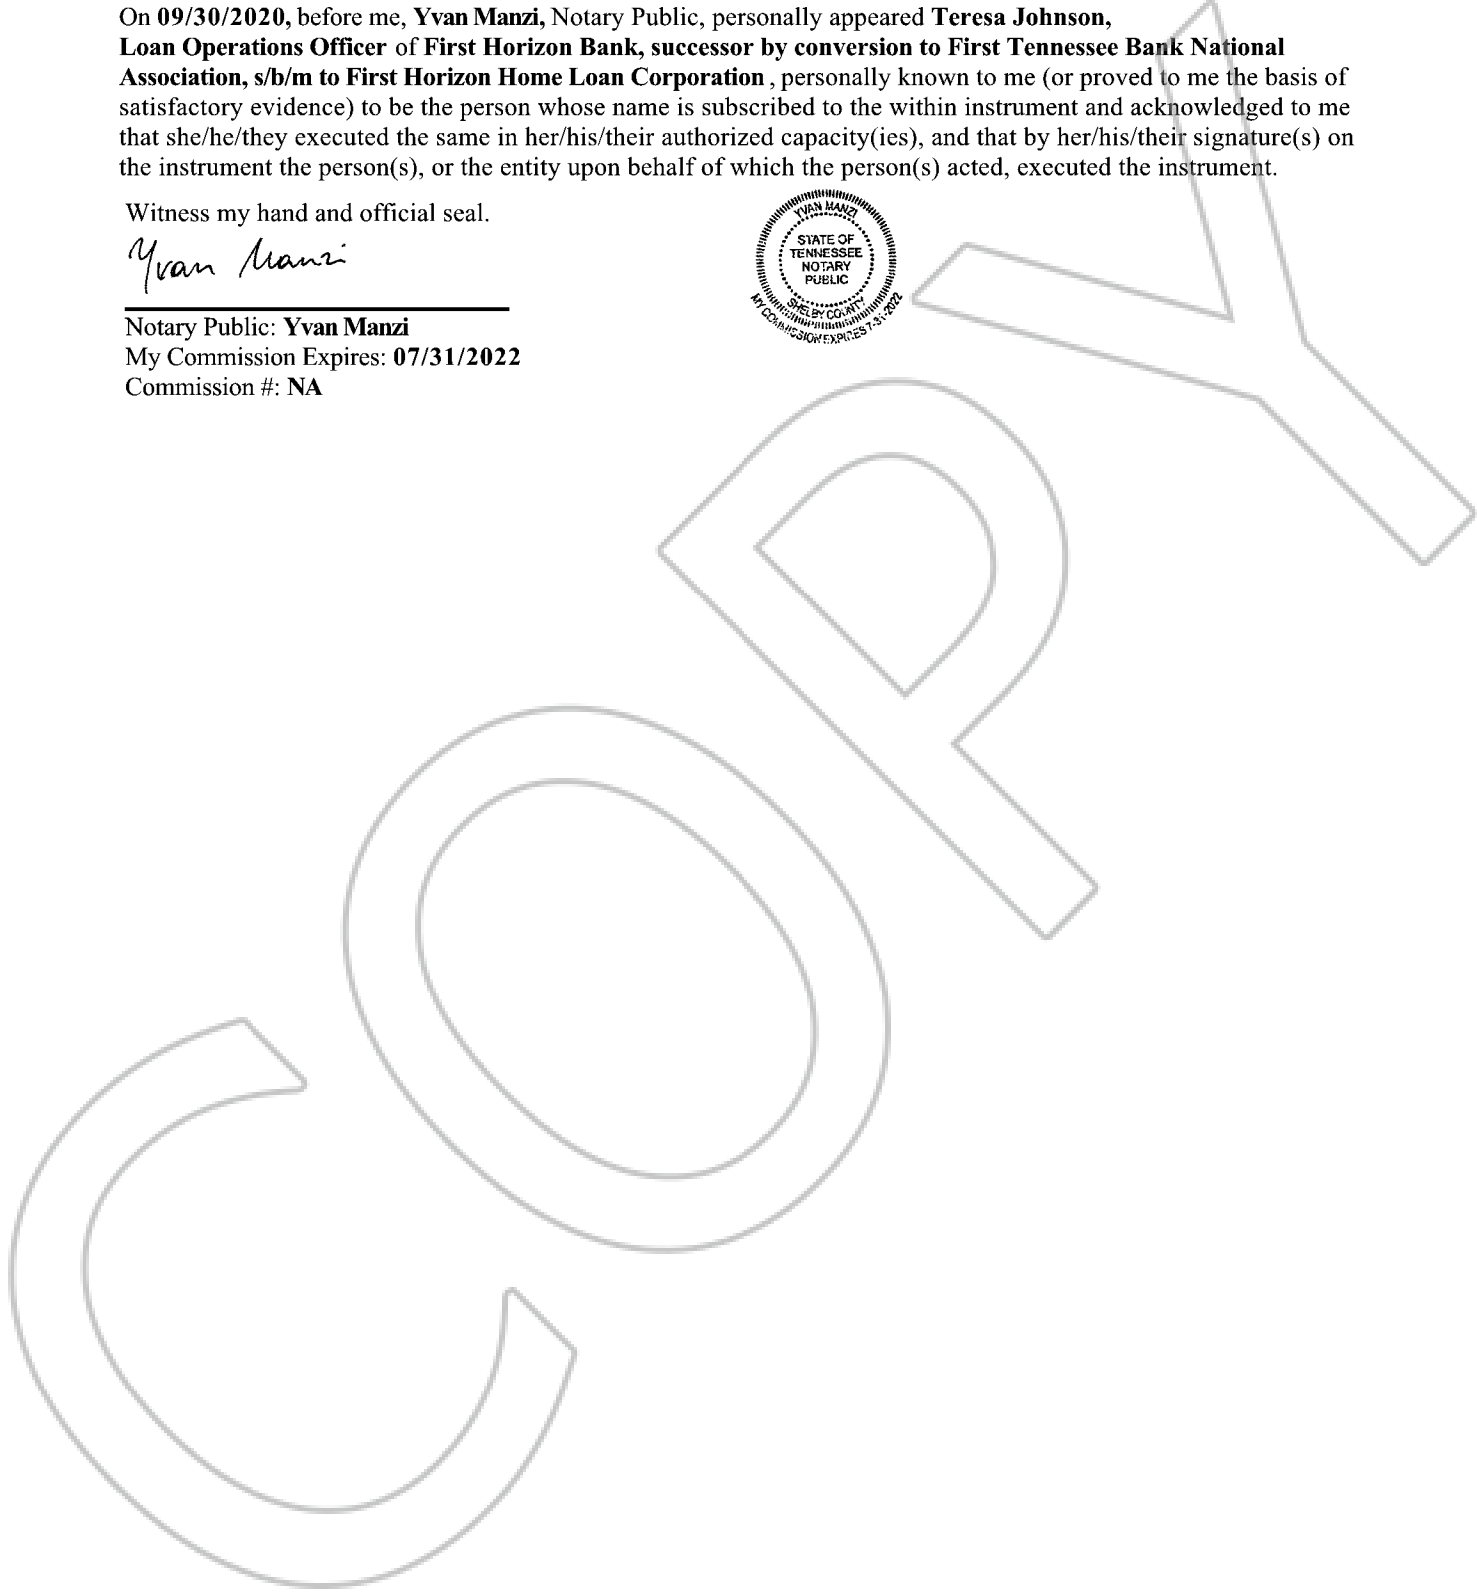 On 09/30/2020, before me, Yvan Manzi, Notary Public, personally appeared Teresa Johnson,
Loan Operations Officer of First Horizon Bank, successor by conversion to First Tennessee Bank National
Association, s/b/m to First Horizon Home Loan Corporation , personally known to me (or proved to me the basis of
satisfactory evidence) to be the person whose name is subscribed to the within instrument and acknowledged to me
that she/he/they executed the same in her/his/their authorized capacity(ies), and that by her/his/their signature(s) on
the instrument the person(s), or the entity upon behalf of which the person(s) acted, executed the instrument.
Witness my hand and official seal.
Yvan Manzi
YVAN MANZI
STATE OF
TENNESSEE
NOTARY
PUBLIC
SHELBY COUNTY
MY COMMISSION EXPIRES 7-31-2022
Notary Public: Yvan Manzi
My Commission Expires: 07/31/2022
Commission #: NA
COPY